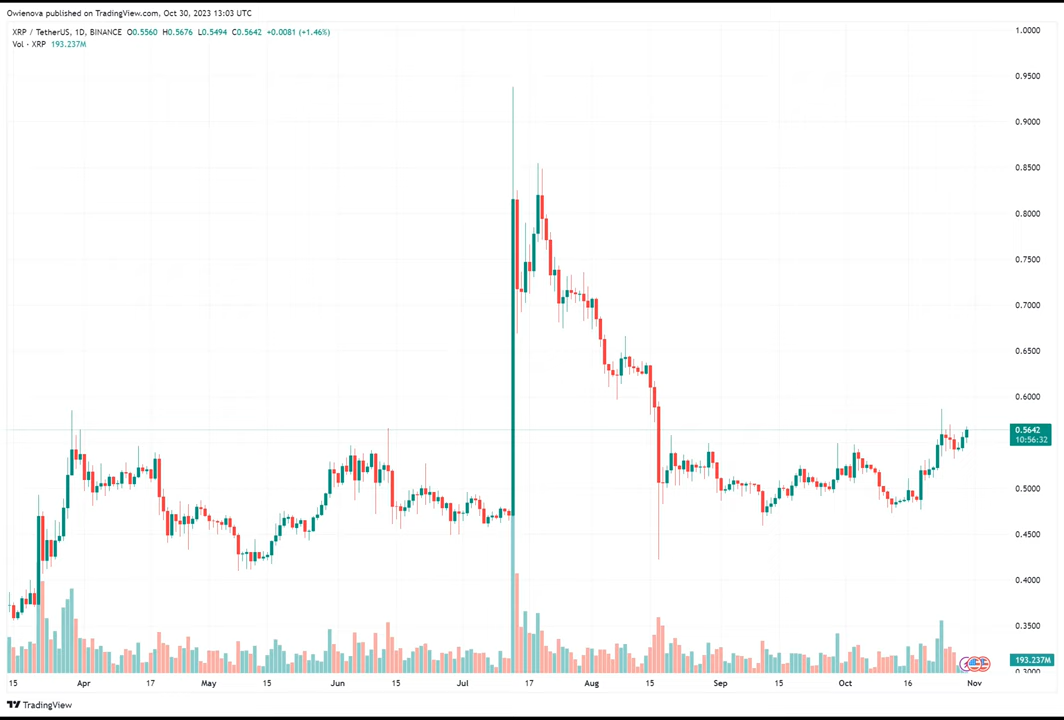 Owienova published on TradingView.com, Oct 30, 2023 13:03 UTC
XRP / TetherUS, 1D, BINANCE O0.5560 H0.5676 L0.5494 C0.5642 +0.0081 (+1.46%)
Vol · XRP 193.237M
1.0000
0.9500
0.9000
0.8500
0.8000
0.7500
0.7000
0.6500
0.6000
0.5642
10:56:32
0.5000
0.4500
0.4000
0.3500
193.237M
0.3000
15 Apr 17 May 15 Jun 15 Jul 17 Aug 15 Sep 15 Oct 16 Nov
TradingView